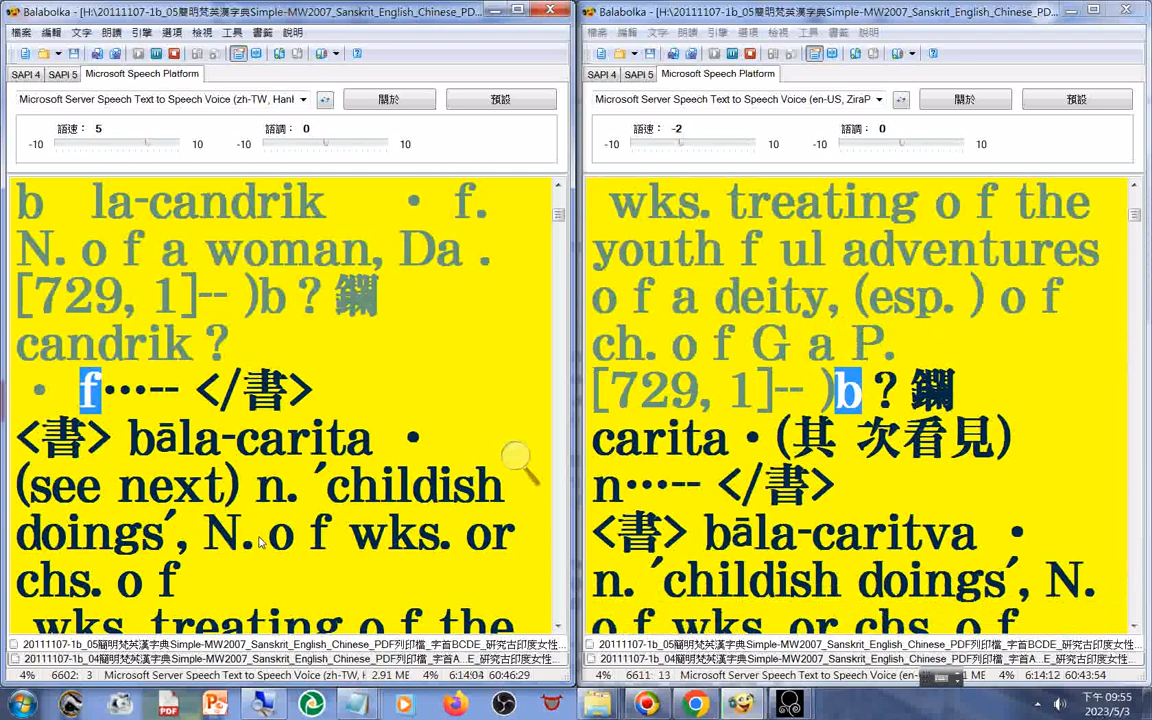 Balabolka - [H:\20111107-1b_05簡明梵英漢字典Simple-MW2007_Sanskrit_English_Chinese_PD...
檔案 編輯 文字 朗讀 引擎 選項 檢視 工具 書籤 說明
SAPI 4 SAPI 5 Microsoft Speech Platform
Microsoft Server Speech Text to Speech Voice (zh-TW, Hanl
關於 預設
語速： 5 語調： 0
-10 10 -10 10
b la-candrik • f.
N. o f a woman, Da .
[729, 1]-- )b ? 鑭
candrik ?
• f…-- </書>
<書> bāla-carita •
(see next) n. ′childish
doings′, N. o f wks. or
chs. o f
wks. treating o f the
20111107-1b_05簡明梵英漢字典Simple-MW2007_Sanskrit_English_Chinese_PDF列印檔_字首BCDE_研究古印度女性...
20111107-1b_04簡明梵英漢字典Simple-MW2007_Sanskrit_English_Chinese_PDF列印檔_字首A...E_研究古印度女性...
4% 6602: 3 Microsoft Server Speech Text to Speech Voice (zh-TW, 2.91 ME 4% 6:14:04 60:46:29
Balabolka - [H:\20111107-1b_05簡明梵英漢字典Simple-MW2007_Sanskrit_English_Chinese_PD...
檔案 編輯 文字 朗讀 引擎 選項 檢視 工具 書籤 說明
SAPI 4 SAPI 5 Microsoft Speech Platform
Microsoft Server Speech Text to Speech Voice (en-US, ZiraP
關於 預設
語速： -2 語調： 0
-10 10 -10 10
wks. treating o f the
youth f ul adventures
o f a deity, (esp. ) o f
ch. o f G a P.
[729, 1]-- )b ? 鑭
carita • (其 次看見)
n…-- </書>
<書> bāla-caritva •
n. ′childish doings′, N.
o f wks. or chs. o f
20111107-1b_05簡明梵英漢字典Simple-MW2007_Sanskrit_English_Chinese_PDF列印檔_字首BCDE_研究古印度女性...
20111107-1b_04簡明梵英漢字典Simple-MW2007_Sanskrit_English_Chinese_PDF列印檔_字首A...E_研究古印度女性...
4% 6611: 13 Microsoft Server Speech Text to Speech Voice (en- ME 4% 6:14:12 60:43:54
PDF
下午 09:55
2023/5/3